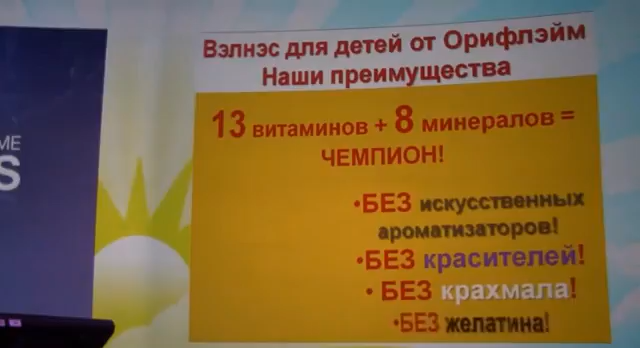 Вэлнэс для детей от Орифлэйм
Наши преимущества
13 витаминов + 8 минералов =
ЧЕМПИОН!
•БЕЗ искусственных
ароматизаторов!
•БЕЗ красителей!
• БЕЗ крахмала!
•БЕЗ желатина!
ME
S